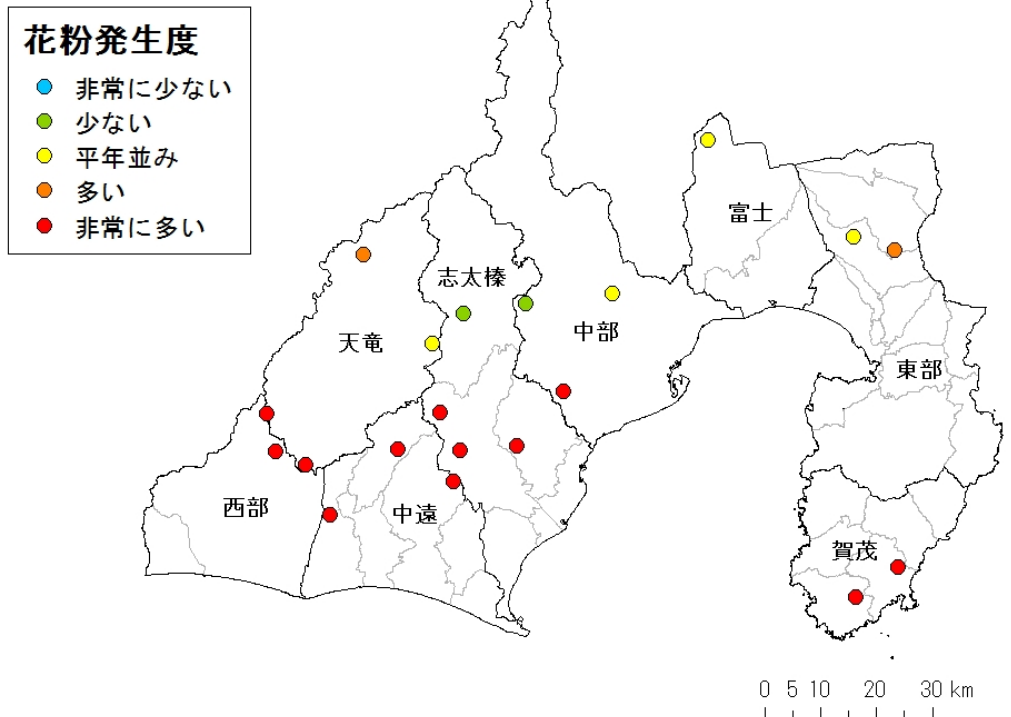 花粉発生度
非常に少ない
少ない
平年並み
多い
非常に多い
富士
志太榛
中部
天竜
東部
西部
中遠
賀茂
0 5 10 20 30 km